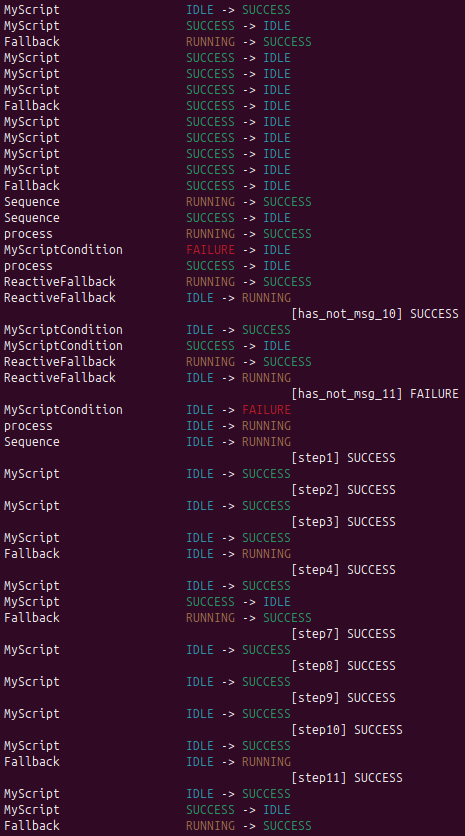 MyScript IDLE -> SUCCESS
MyScript SUCCESS -> IDLE
Fallback RUNNING -> SUCCESS
MyScript SUCCESS -> IDLE
MyScript SUCCESS -> IDLE
MyScript SUCCESS -> IDLE
Fallback SUCCESS -> IDLE
MyScript SUCCESS -> IDLE
MyScript SUCCESS -> IDLE
MyScript SUCCESS -> IDLE
MyScript SUCCESS -> IDLE
Fallback SUCCESS -> IDLE
Sequence RUNNING -> SUCCESS
Sequence SUCCESS -> IDLE
process RUNNING -> SUCCESS
MyScriptCondition FAILURE -> IDLE
process SUCCESS -> IDLE
ReactiveFallback RUNNING -> SUCCESS
ReactiveFallback IDLE -> RUNNING
[has_not_msg_10] SUCCESS
MyScriptCondition IDLE -> SUCCESS
MyScriptCondition SUCCESS -> IDLE
ReactiveFallback RUNNING -> SUCCESS
ReactiveFallback IDLE -> RUNNING
[has_not_msg_11] FAILURE
MyScriptCondition IDLE -> FAILURE
process IDLE -> RUNNING
Sequence IDLE -> RUNNING
[step1] SUCCESS
MyScript IDLE -> SUCCESS
[step2] SUCCESS
MyScript IDLE -> SUCCESS
[step3] SUCCESS
MyScript IDLE -> SUCCESS
Fallback IDLE -> RUNNING
[step4] SUCCESS
MyScript IDLE -> SUCCESS
MyScript SUCCESS -> IDLE
Fallback RUNNING -> SUCCESS
[step7] SUCCESS
MyScript IDLE -> SUCCESS
[step8] SUCCESS
MyScript IDLE -> SUCCESS
[step9] SUCCESS
MyScript IDLE -> SUCCESS
[step10] SUCCESS
MyScript IDLE -> SUCCESS
Fallback IDLE -> RUNNING
[step11] SUCCESS
MyScript IDLE -> SUCCESS
MyScript SUCCESS -> IDLE
Fallback RUNNING -> SUCCESS